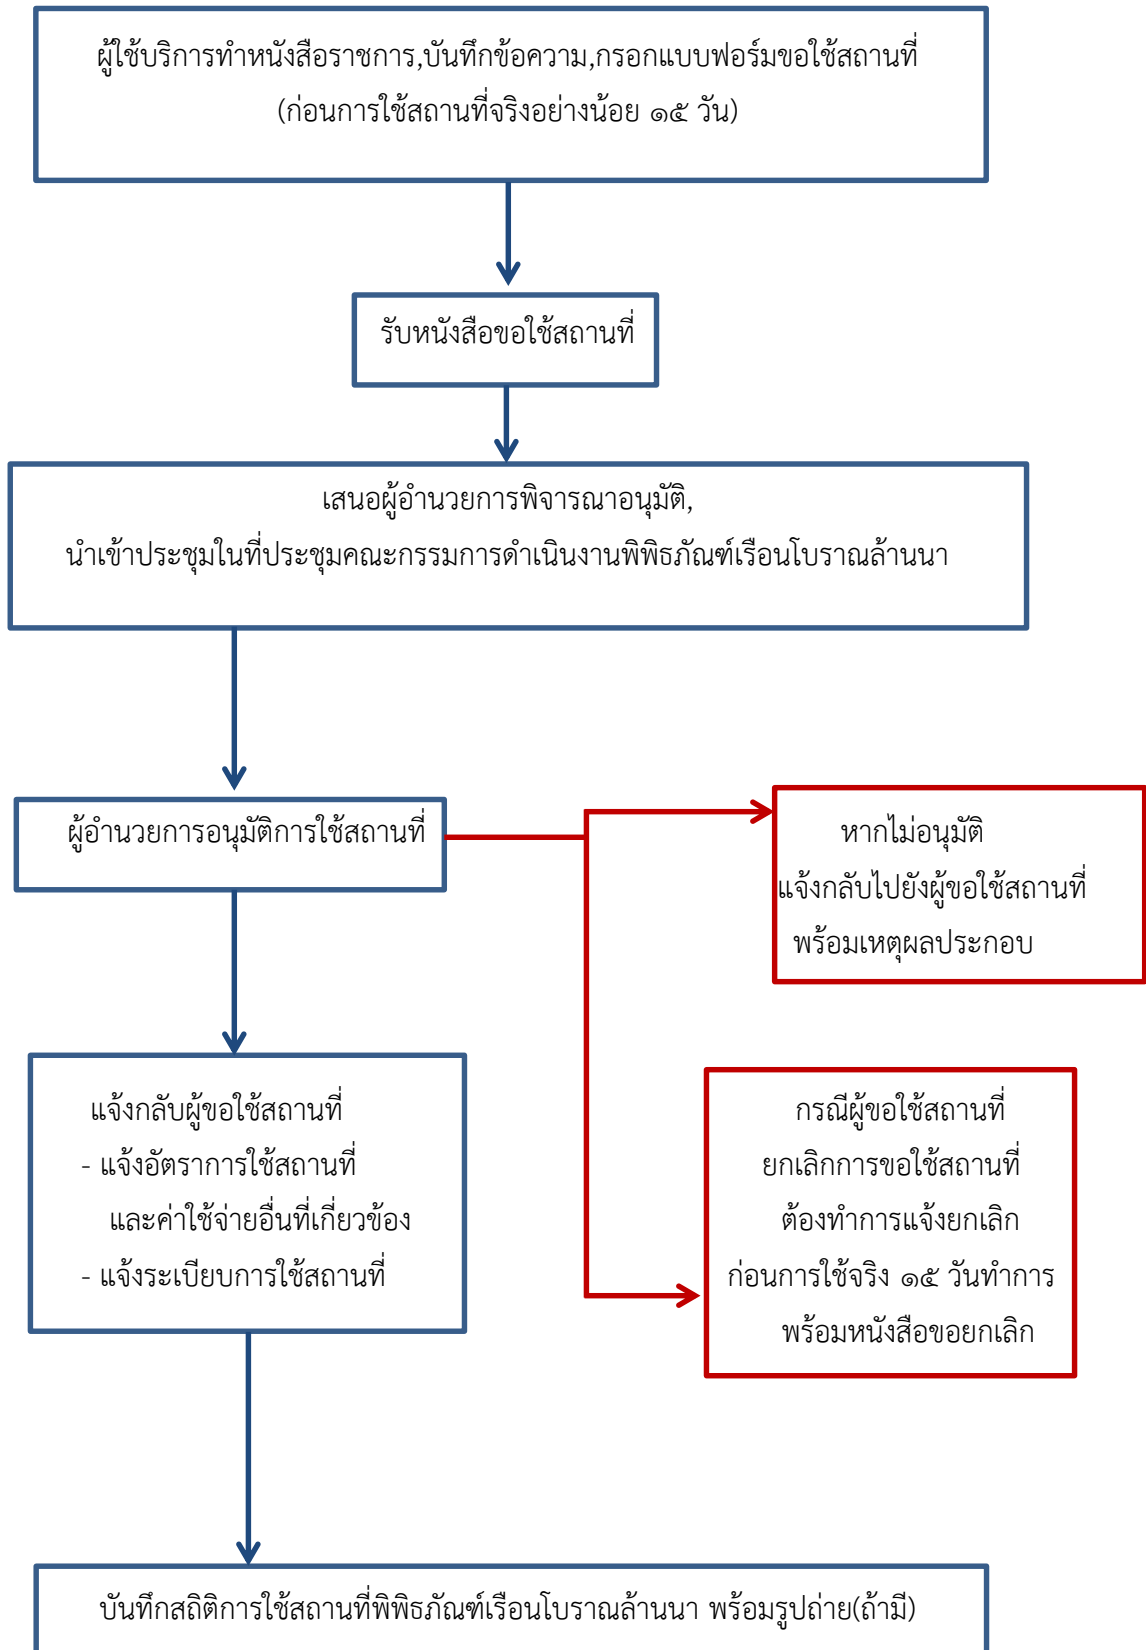 ผู้ใช้บริการทำหนังสือราชการ,บันทึกข้อความ,กรอกแบบฟอร์มขอใช้สถานที่
(ก่อนการใช้สถานที่จริงอย่างน้อย ๑๕ วัน)
รับหนังสือขอใช้สถานที่
เสนอผู้อำนวยการพิจารณาอนุมัติ,
นำเข้าประชุมในที่ประชุมคณะกรรมการดำเนินงานพิพิธภัณฑ์เรือนโบราณล้านนา
ผู้อำนวยการอนุมัติการใช้สถานที่
หากไม่อนุมัติ
แจ้งกลับไปยังผู้ขอใช้สถานที่
พร้อมเหตุผลประกอบ
แจ้งกลับผู้ขอใช้สถานที่
- แจ้งอัตราการใช้สถานที่
และค่าใช้จ่ายอื่นที่เกี่ยวข้อง
- แจ้งระเบียบการใช้สถานที่
กรณีผู้ขอใช้สถานที่
ยกเลิกการขอใช้สถานที่
ต้องทำการแจ้งยกเลิก
ก่อนการใช้จริง ๑๕ วันทำการ
พร้อมหนังสือขอยกเลิก
บันทึกสถิติการใช้สถานที่พิพิธภัณฑ์เรือนโบราณล้านนา พร้อมรูปถ่าย(ถ้ามี)